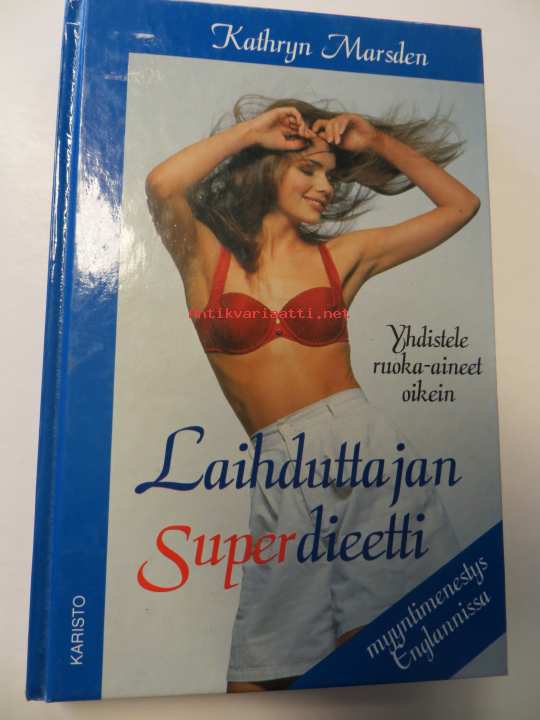 Kathryn Marsden
antikvariaatti.net
Yhdistele
ruoka-aineet
oikein
Laihduttajan
Superdieetti
myyntimenestys
Englannissa
KARISTO